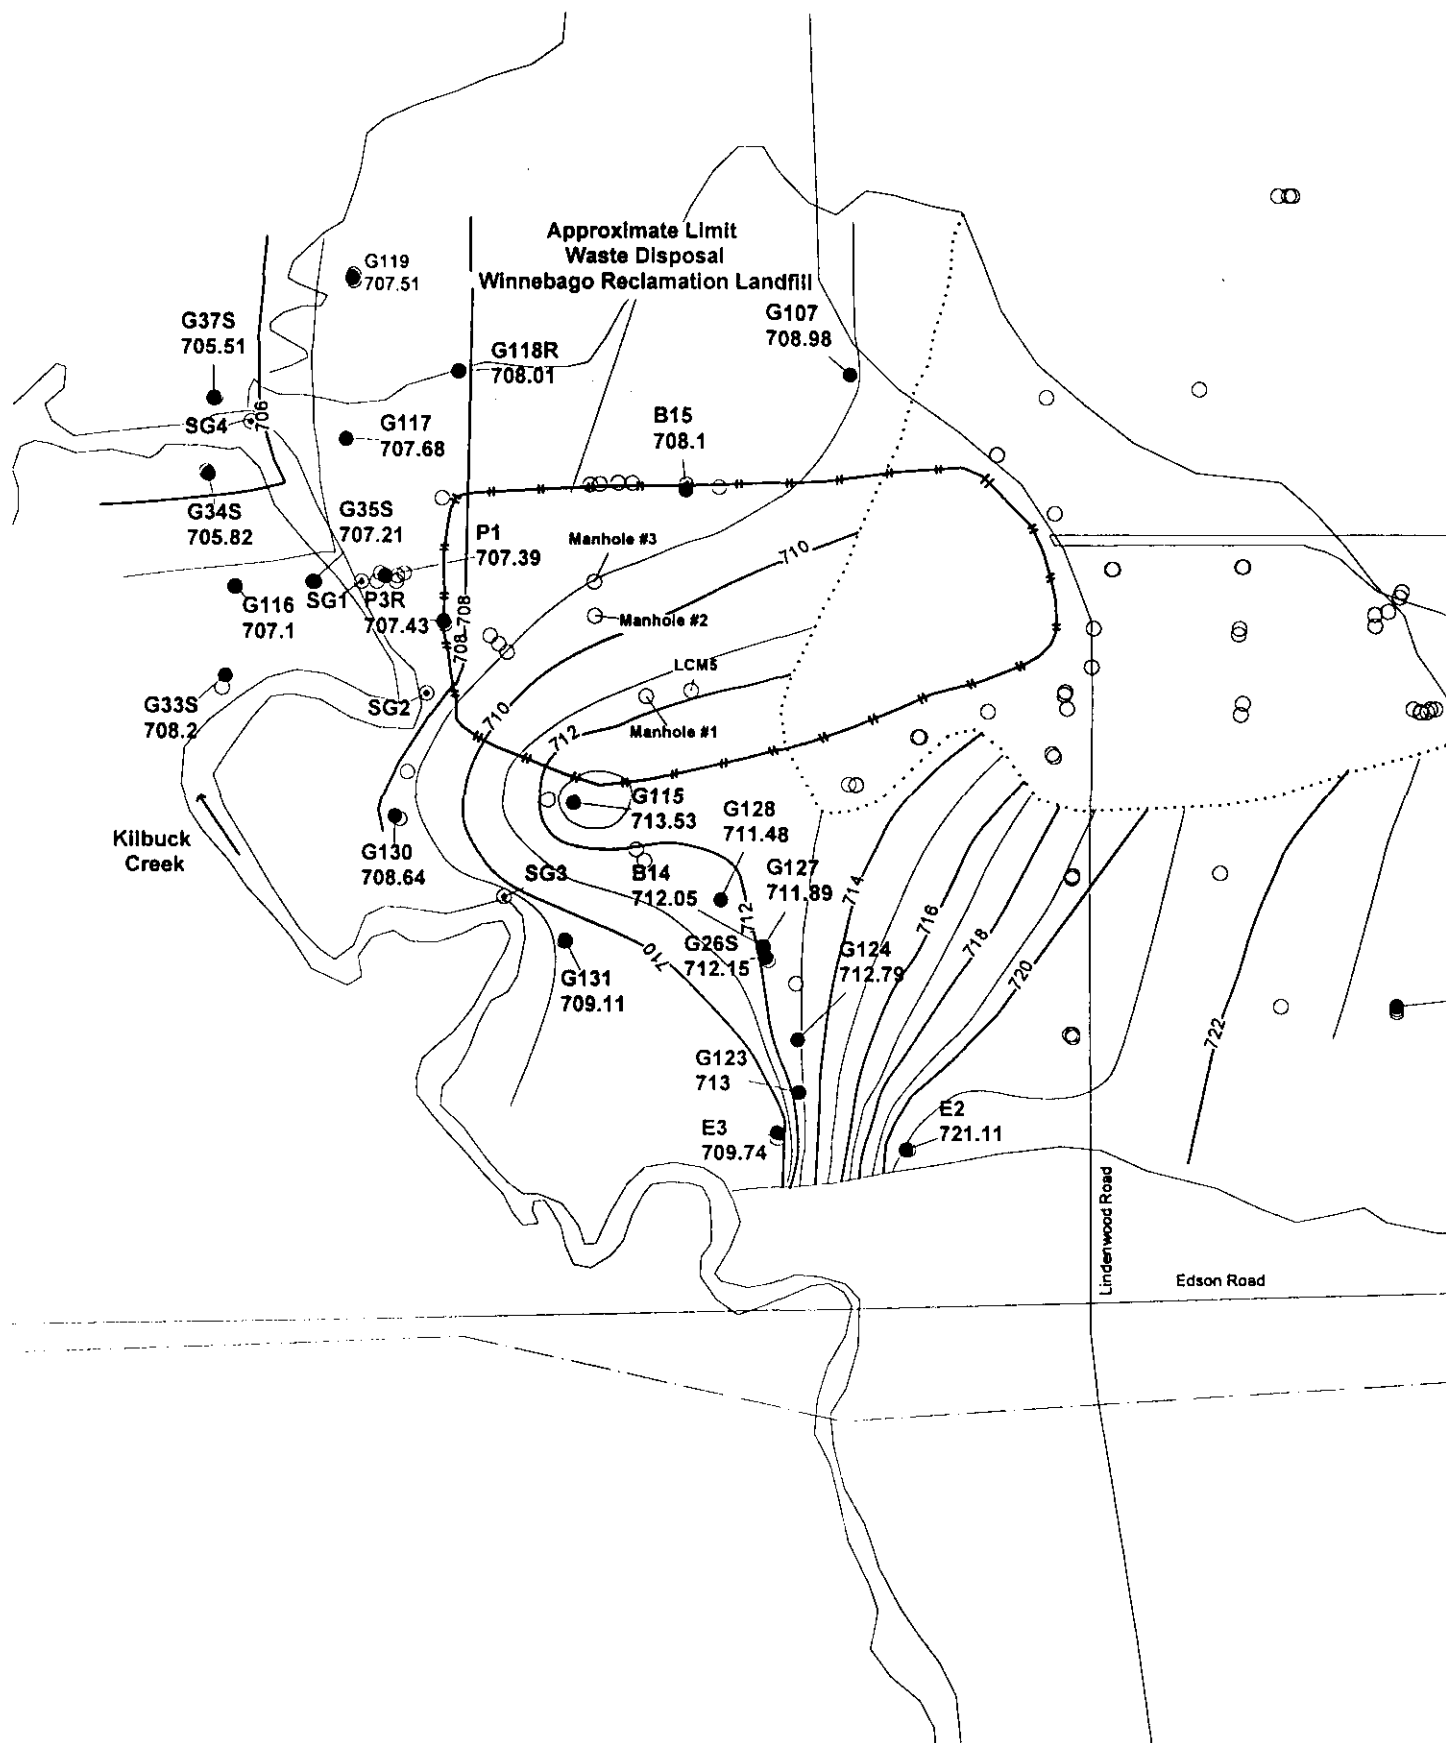 Approximate Limit
Waste Disposal
Winnebago Reclamation Landfill
G119
707.51
G37S
705.51
G107
708.98
G118R
708.01
SG4
706
G117
707.68
B15
708.1
G34S
705.82
G35S
707.21
P1
707.39
Manhole #3
710
G116
707.1
SG1
P3R
707.43
708
708
Manhole #2
LCM5
G33S
708.2
SG2
710
712
Manhole #1
G115
713.53
G128
711.48
Kilbuck
Creek
G130
708.64
SG3
B14
712.05
G127
711.89
714
712
716
718
720
710
G26S
712.15
G124
712.79
G131
709.11
722
G123
713
E3
709.74
E2
721.11
Lindenwood Road
Edson Road